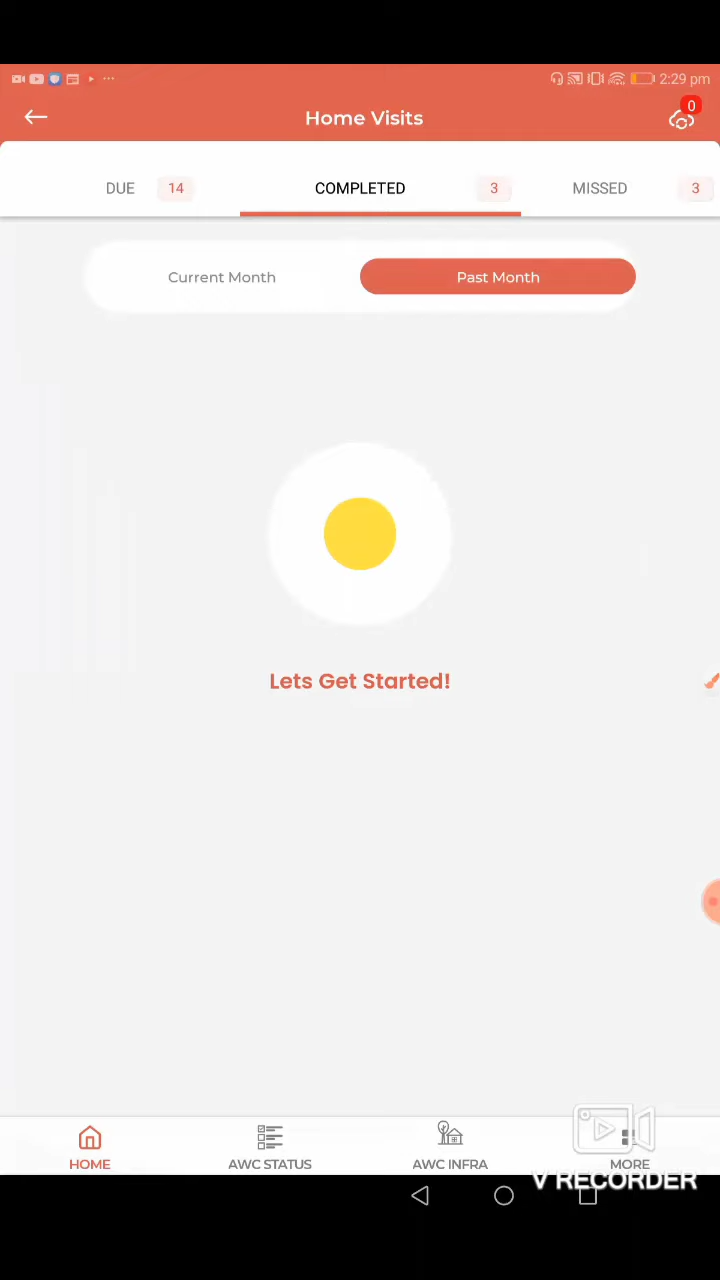 2:29 pm
Home Visits
0
DUE 14 COMPLETED 3 MISSED 3
Current Month Past Month
Lets Get Started!
HOME AWC STATUS AWC INFRA MORE
V RECORDER